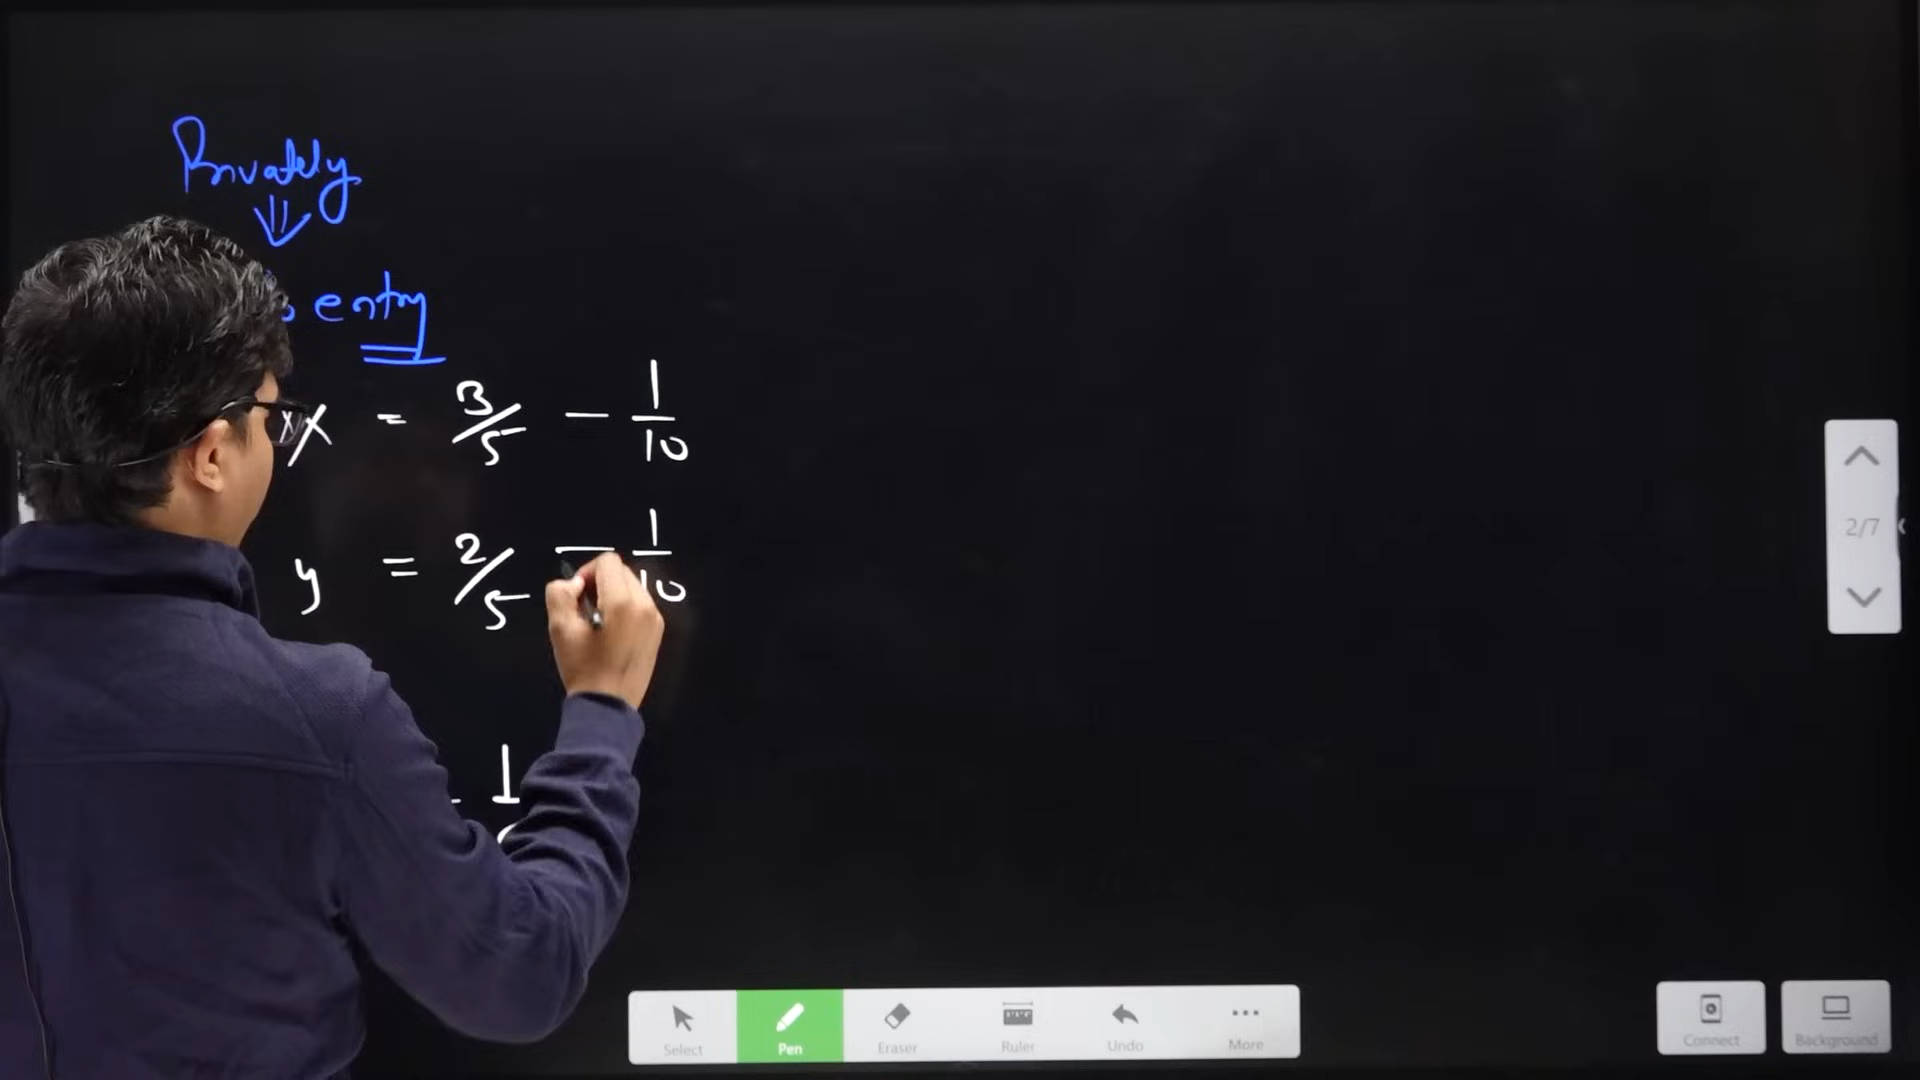 Privately
entry
x = 3/5 - 1/10
y = 2/5 - 1/10
1
2/7
Select Pen Eraser Ruler Undo More Connect Background